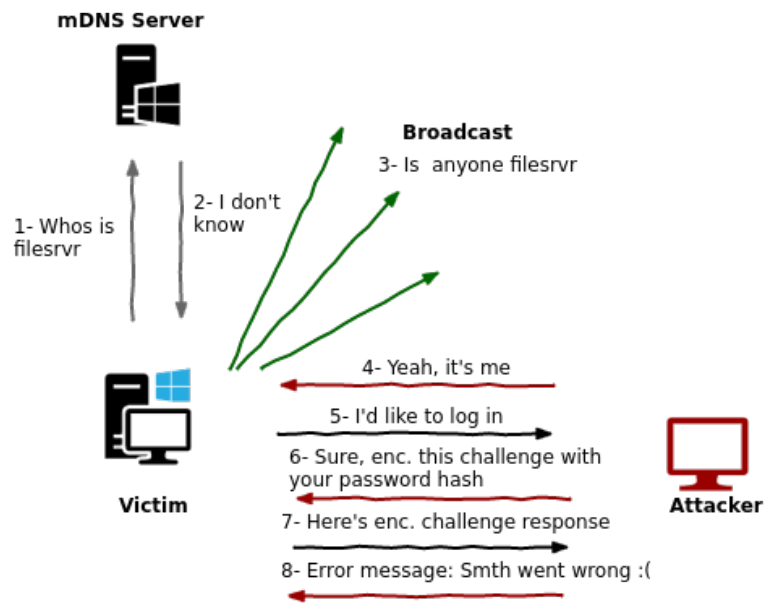 mDNS Server
Broadcast
3- Is  anyone filesrvr
1- Whos is
filesrvr
2- I don't
know
4- Yeah, it's me
5- I'd like to log in
6- Sure, enc. this challenge with
your password hash
Victim
Attacker
7- Here's enc. challenge response
8- Error message: Smth went wrong :(